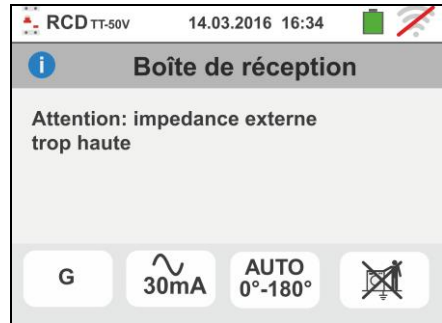 RCD TT-50V 14.03.2016 16:34
Boîte de réception
Attention: impedance externe
trop haute
G 30mA AUTO
0°-180°